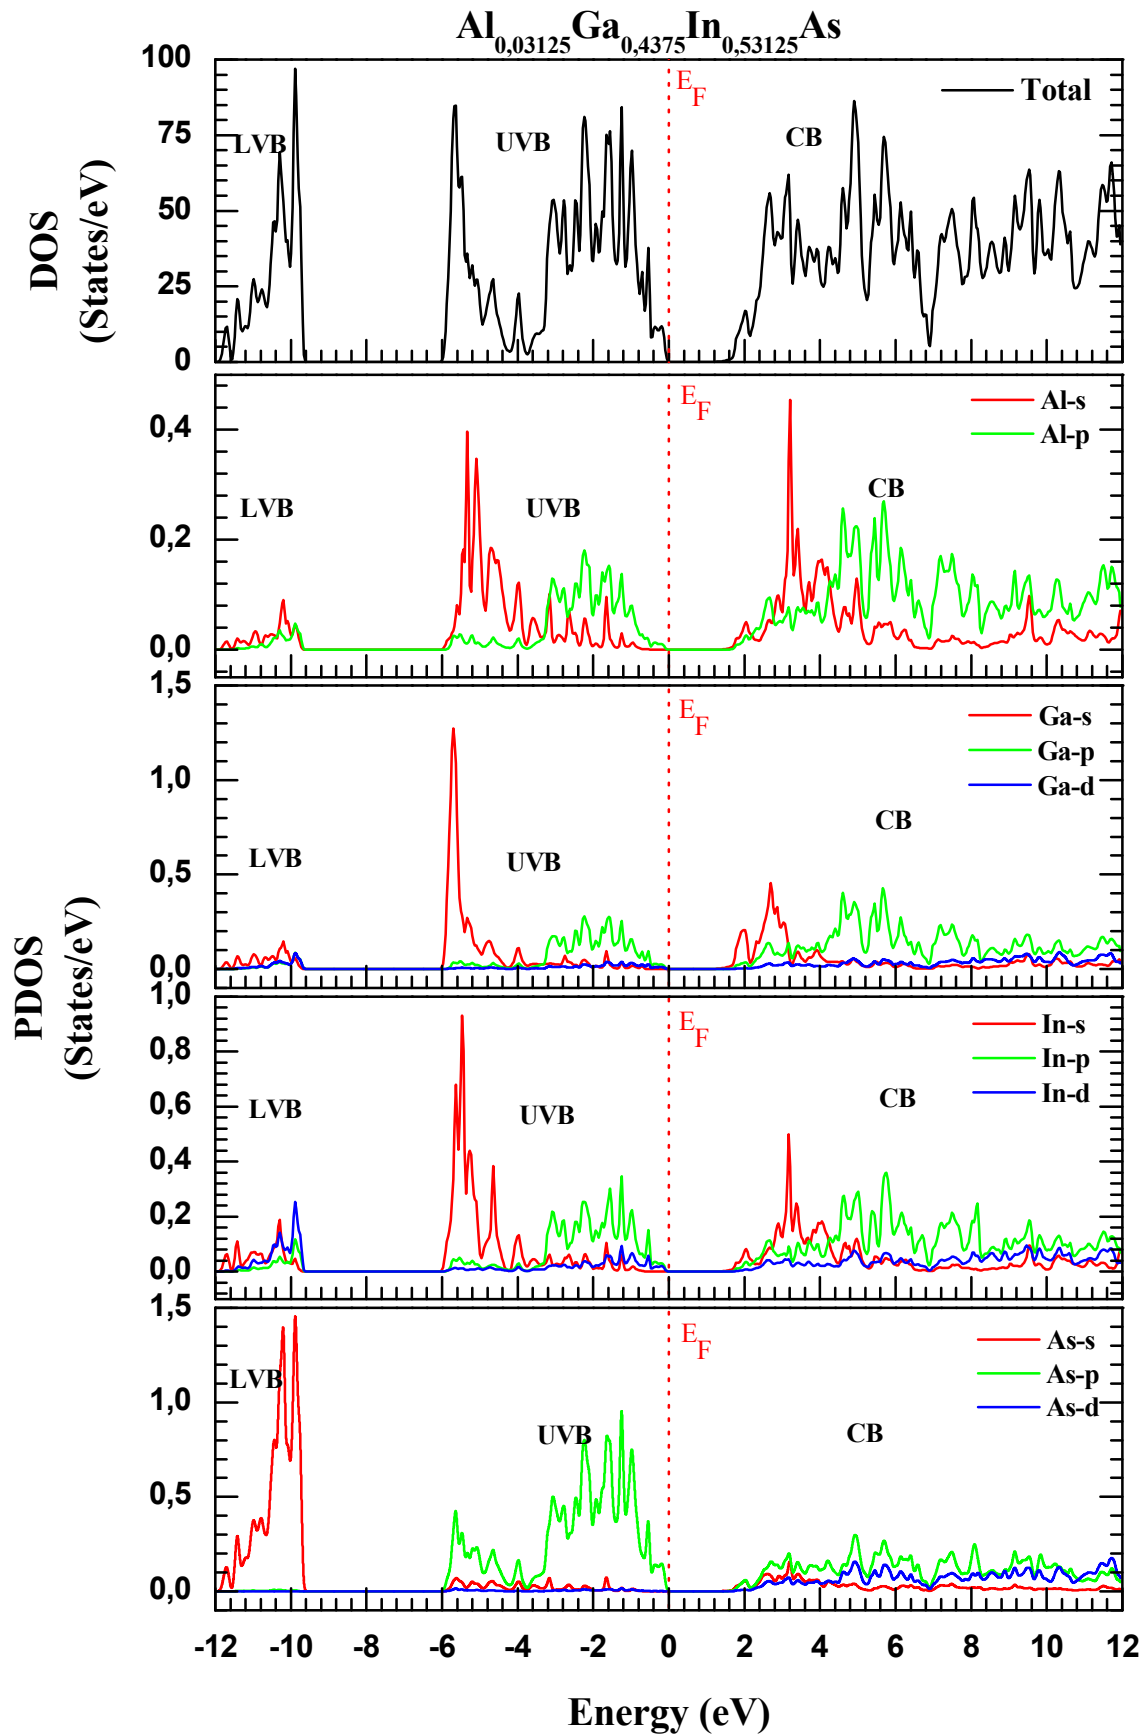 Al0,03125Ga0,4375In0,53125As
DOS
(States/eV)
100
75
50
25
0
LVB
UVB
EF
CB
Total
0,4
0,2
0,0
LVB
UVB
EF
CB
Al-s
Al-p
PDOS
(States/eV)
1,5
1,0
0,5
0,0
LVB
UVB
EF
CB
Ga-s
Ga-p
Ga-d
1,0
0,8
0,6
0,4
0,2
0,0
LVB
UVB
EF
CB
In-s
In-p
In-d
1,5
1,0
0,5
0,0
LVB
UVB
EF
CB
As-s
As-p
As-d
-12 -10 -8 -6 -4 -2 0 2 4 6 8 10 12
Energy (eV)